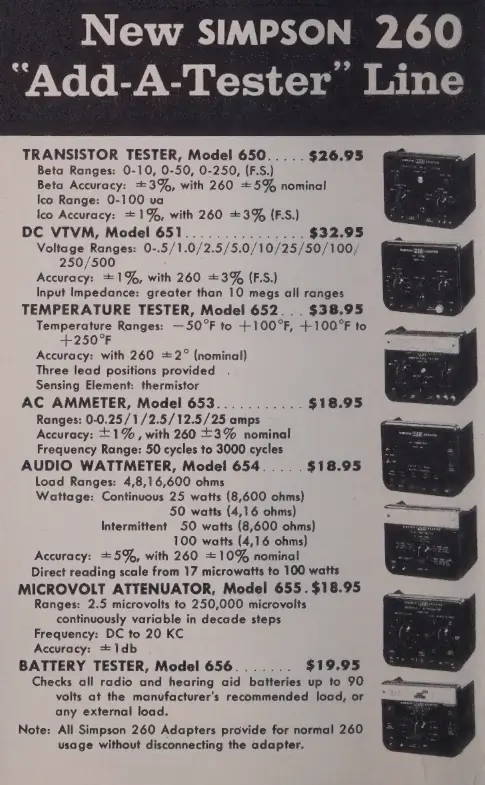 New SIMPSON 260
"Add-A-Tester" Line
TRANSISTOR TESTER, Model 650..... $26.95
Beta Ranges: 0-10, 0-50, 0-250, (F.S.)
Beta Accuracy: ±3%, with 260 ±5% nominal
Ico Range: 0-100 ua
Ico Accuracy: ±1%, with 260 ±3% (F.S.)
DC VTVM, Model 651............... $32.95
Voltage Ranges: 0-.5/1.0/2.5/5.0/10/25/50/100/
250/500
Accuracy: ±1%, with 260 ±3% (F.S.)
Input Impedance: greater than 10 megs all ranges
TEMPERATURE TESTER, Model 652... $38.95
Temperature Ranges: —50°F to +100°F, +100°F to
+250°F
Accuracy: with 260 ±2° (nominal)
Three lead positions provided
Sensing Element: thermistor
AC AMMETER, Model 653........... $18.95
Ranges: 0-0.25/1/2.5/12.5/25 amps
Accuracy: ±1%, with 260 ±3% nominal
Frequency Range: 50 cycles to 3000 cycles
AUDIO WATTMETER, Model 654..... $18.95
Load Ranges: 4,8,16,600 ohms
Wattage: Continuous 25 watts (8,600 ohms)
50 watts (4,16 ohms)
Intermittent 50 watts (8,600 ohms)
100 watts (4,16 ohms)
Accuracy: ±5%, with 260 ±10% nominal
Direct reading scale from 17 microwatts to 100 watts
MICROVOLT ATTENUATOR, Model 655. $18.95
Ranges: 2.5 microvolts to 250,000 microvolts
continuously variable in decade steps
Frequency: DC to 20 KC
Accuracy: ±1db
BATTERY TESTER, Model 656....... $19.95
Checks all radio and hearing aid batteries up to 90
volts at the manufacturer's recommended load, or
any external load.
Note: All Simpson 260 Adapters provide for normal 260
usage without disconnecting the adapter.